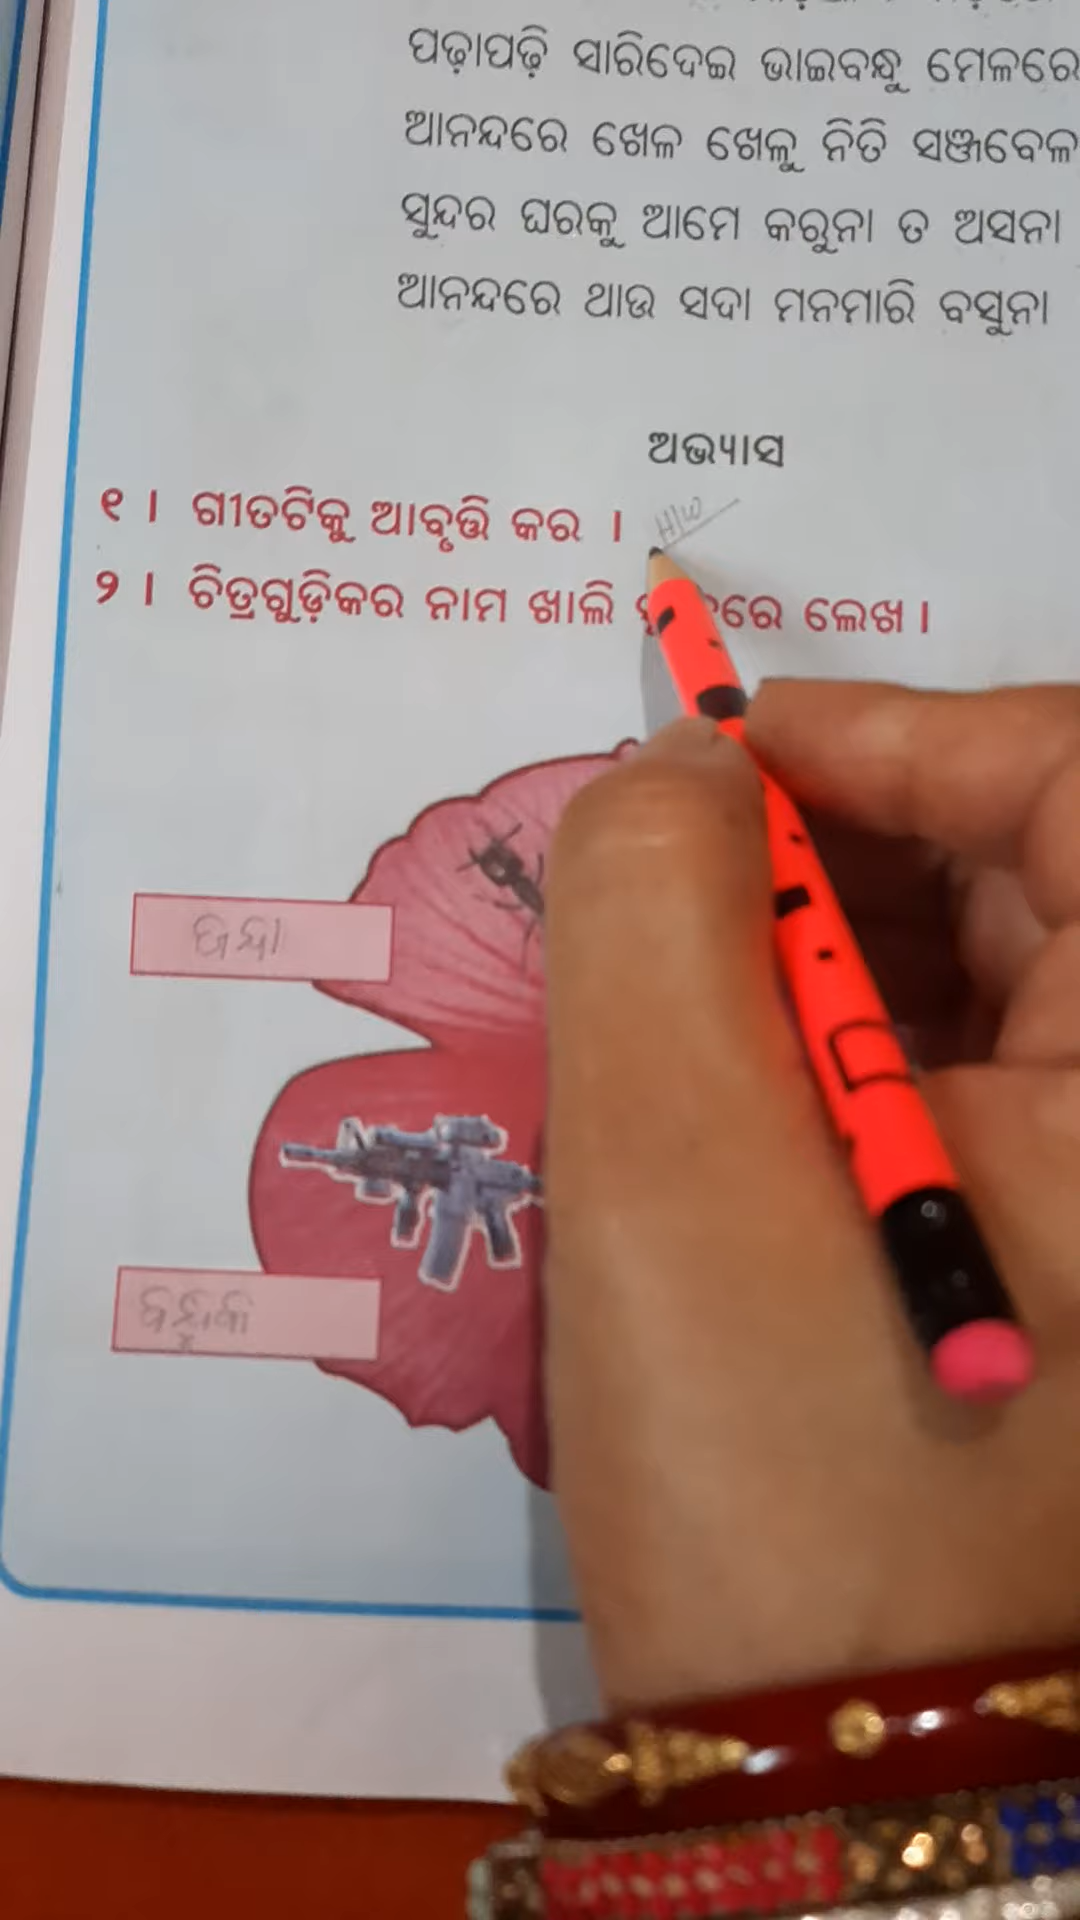 ପଢ଼ାପଢ଼ି ସାରିଦେଇ ଭାଇବନ୍ଧୁ ମେଳରେ
ଆନନ୍ଦରେ ଖେଳ ଖେଳୁ ନିତି ସଞ୍ଜବେଳ
ସୁନ୍ଦର ଘରକୁ ଆମେ କରୁନା ତ ଅସନା
ଆନନ୍ଦରେ ଥାଉ ସଦା ମନମାରି ବସୁନା
ଅଭ୍ୟାସ
୧ । ଗୀତଟିକୁ ଆବୃତ୍ତି କର ।
H/W
୨ । ଚିତ୍ରଗୁଡ଼ିକର ନାମ ଖାଲି ଲେଖ ।